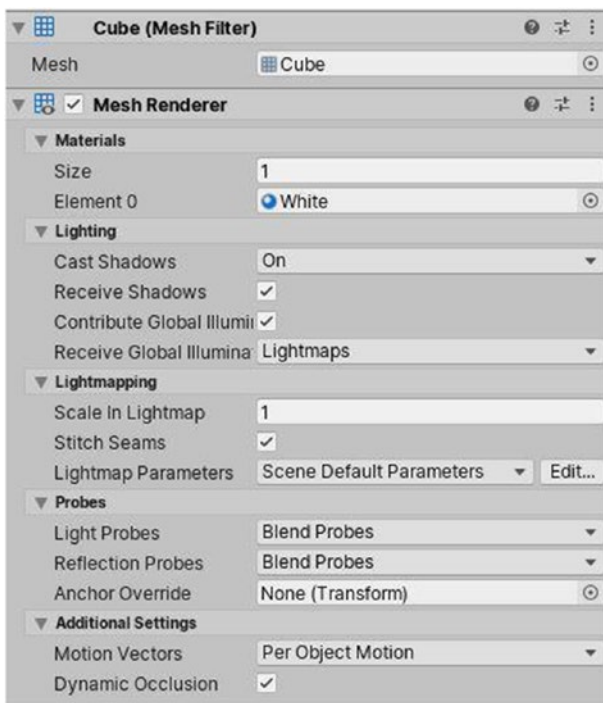 Cube (Mesh Filter)
Mesh Cube
Mesh Renderer
Materials
Size 1
Element 0 White
Lighting
Cast Shadows On
Receive Shadows
Contribute Global Illumi
Receive Global Illumina Lightmaps
Lightmapping
Scale In Lightmap 1
Stitch Seams
Lightmap Parameters Scene Default Parameters Edit...
Probes
Light Probes Blend Probes
Reflection Probes Blend Probes
Anchor Override None (Transform)
Additional Settings
Motion Vectors Per Object Motion
Dynamic Occlusion